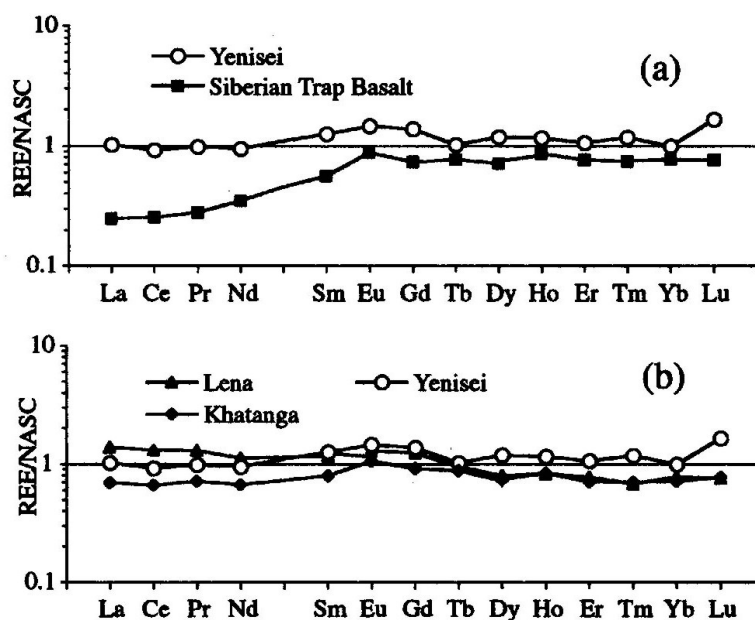 10
Yenisei
(a)
Siberian Trap Basalt
REE/NASC
1
0.1
La Ce Pr Nd Sm Eu Gd Tb Dy Ho Er Tm Yb Lu
10
Lena Yenisei
(b)
Khatanga
REE/NASC
1
0.1
La Ce Pr Nd Sm Eu Gd Tb Dy Ho Er Tm Yb Lu